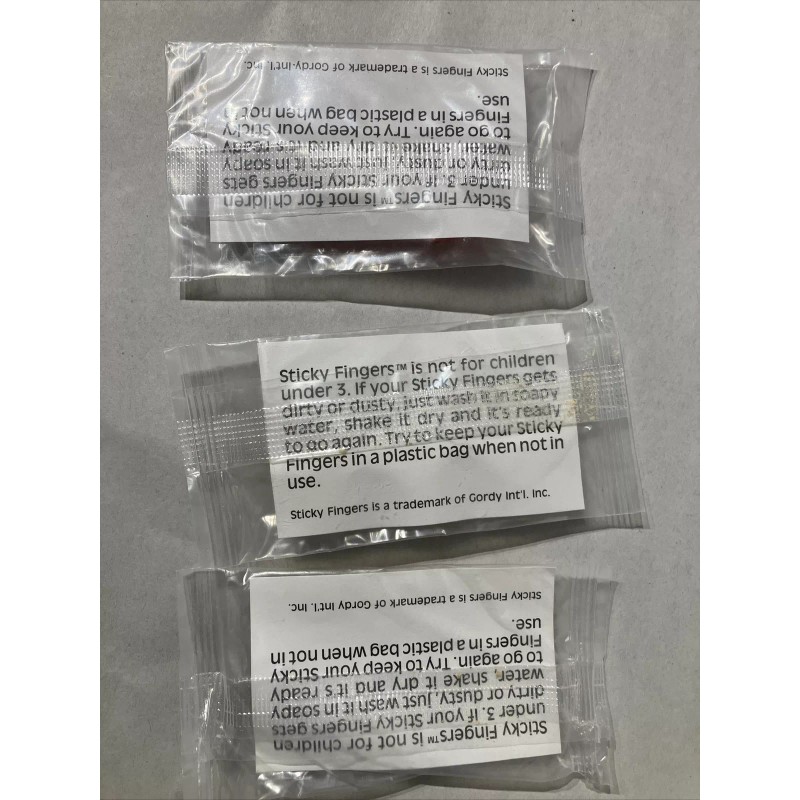 Sticky Fingers™ is not for children
under 3. If your Sticky Fingers gets
dirty or dusty, just wash it in soapy
water, shake it dry and it's ready
to go again. Try to keep your Sticky
Fingers in a plastic bag when not in
use.
Sticky Fingers is a trademark of Gordy-Int'l. Inc.
Sticky Fingers™ is not for children
under 3. If your Sticky Fingers gets
dirty or dusty, just wash it in soapy
water, shake it dry and it's ready
to go again. Try to keep your Sticky
Fingers in a plastic bag when not in
use.
Sticky Fingers is a trademark of Gordy Int'l. Inc.
Sticky Fingers™ is not for children
under 3. If your Sticky Fingers gets
dirty or dusty, just wash it in soapy
water, shake it dry and it's ready
to go again. Try to keep your Sticky
Fingers in a plastic bag when not in
use.
Sticky Fingers is a trademark of Gordy Int'l. Inc.